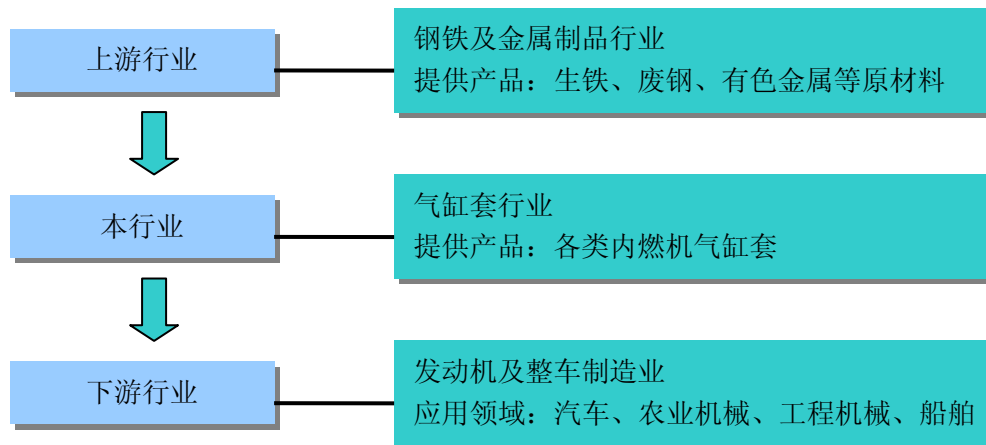 上游行业
钢铁及金属制品行业
提供产品：生铁、废钢、有色金属等原材料
本行业
气缸套行业
提供产品：各类内燃机气缸套
下游行业
发动机及整车制造业
应用领域：汽车、农业机械、工程机械、船舶